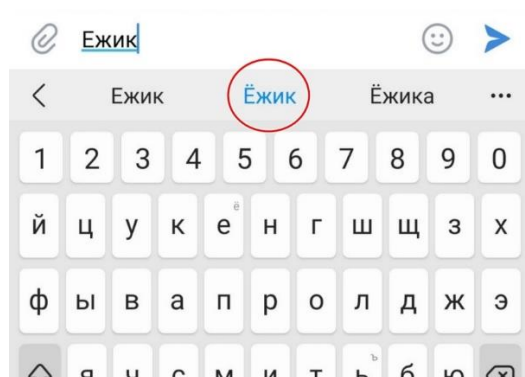 Ежик
Ежик Ёжик Ёжика ...
1 2 3 4 5 6 7 8 9 0
й ц у к е ё н г ш щ з х
ф ы в а п р о л д ж э
я ч с м и т ь ъ б ю